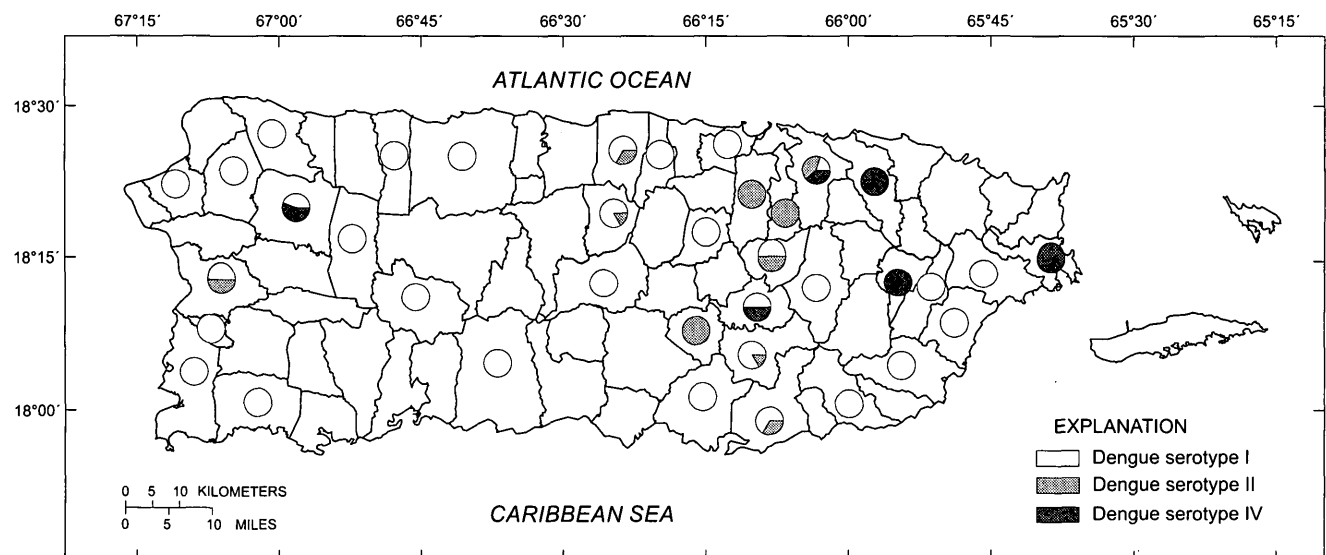 67°15´ 67°00´ 66°45´ 66°30´ 66°15´ 66°00´ 65°45´ 65°30´ 65°15´
ATLANTIC OCEAN
18°30´
18°15´
18°00´
EXPLANATION
Dengue serotype I
Dengue serotype II
Dengue serotype IV
0 5 10 KILOMETERS
0 5 10 MILES
CARIBBEAN SEA